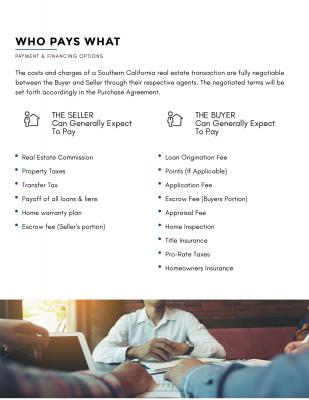 WHO PAYS WHAT
PAYMENT & FINANCING OPTIONS
The costs and charges of a Southern California real estate transaction are fully negotiable
between the Buyer and Seller through their respective agents. The negotiated terms will be
set forth accordingly in the Purchase Agreement.
THE SELLER
Can Generally Expect
To Pay
• Real Estate Commission
• Property Taxes
• Transfer Tax
• Payoff of all loans & liens
• Home warranty plan
• Escrow fee (Seller's portion)
THE BUYER
Can Generally Expect
To Pay
• Loan Origination Fee
• Points (If Applicable)
• Application Fee
• Escrow Fee (Buyers Portion)
• Appraisal Fee
• Home Inspection
• Title Insurance
• Pro-Rate Taxes
• Homeowners Insurance